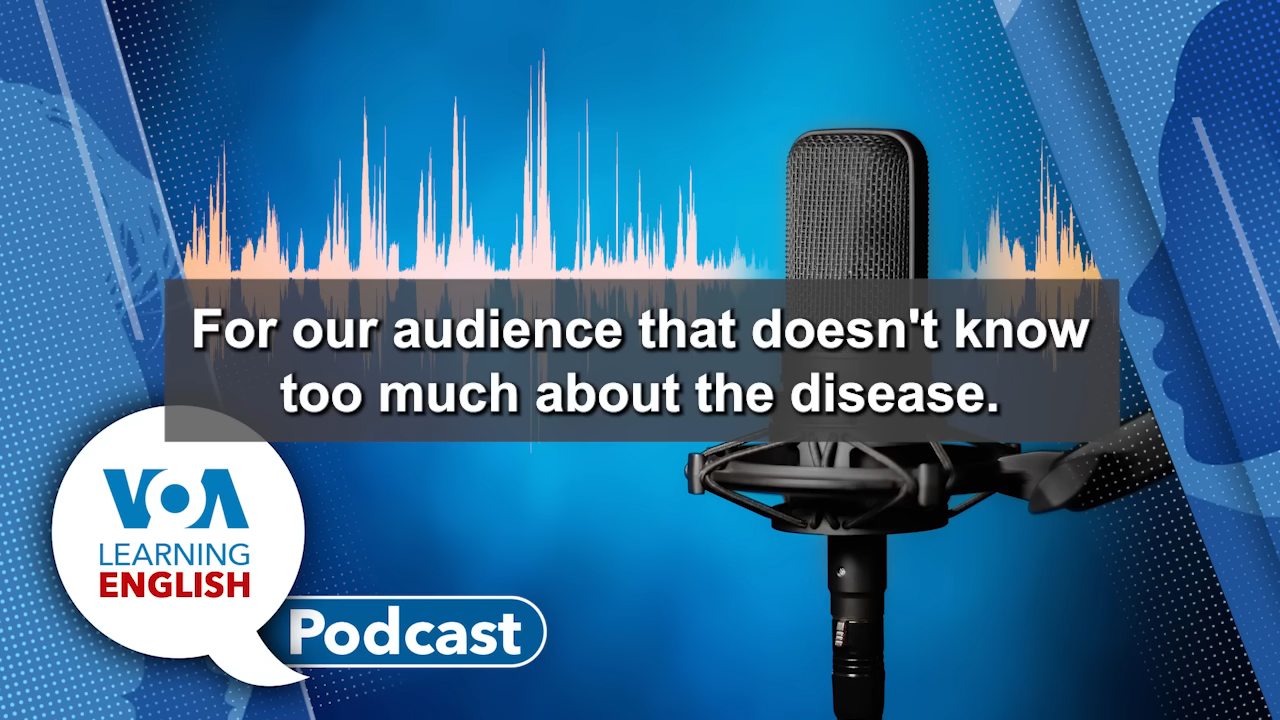 For our audience that doesn't know
too much about the disease.
VOA
LEARNING
ENGLISH
Podcast